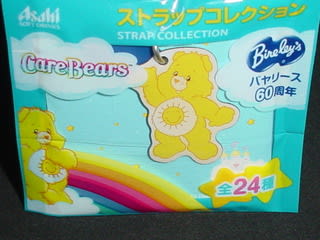 Asahi
SOFT DRINKS
ストラップコレクション
STRAP COLLECTION
Care Bears
Bireley's
バヤリース
60周年
全24種